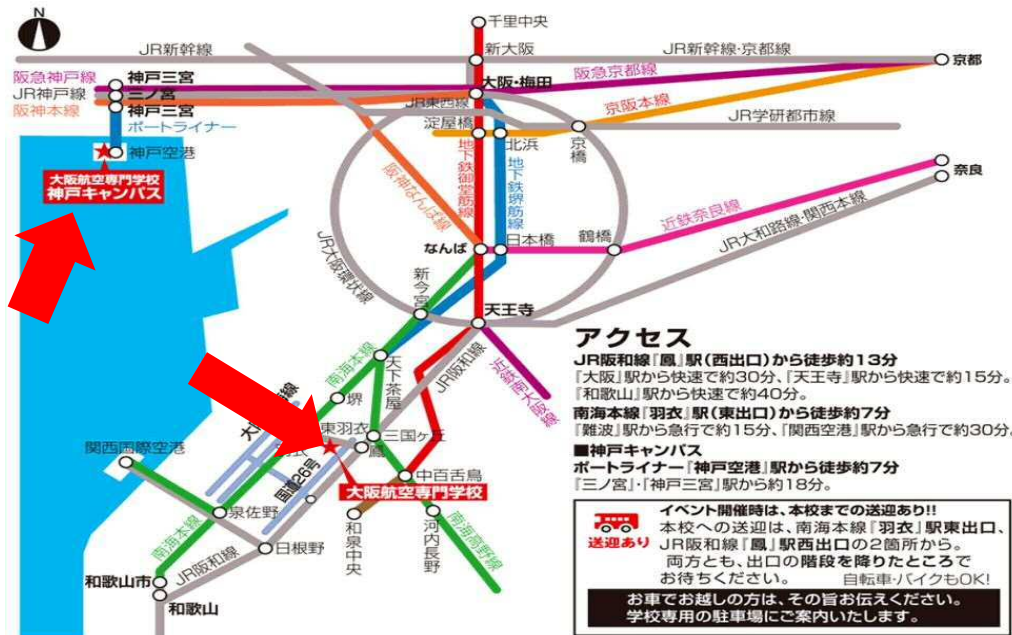 N
千里中央
JR新幹線
新大阪
JR新幹線・京都線
京都
阪急神戸線
神戸三宮
大阪・梅田
阪急京都線
JR神戸線
三ノ宮
阪神本線
神戸三宮
JR東西線
京阪本線
ポートライナー
淀屋橋
北浜
京橋
JR学研都市線
神戸空港
大阪航空専門学校
神戸キャンパス
地下鉄御堂筋線
地下鉄堺筋線
阪神なんば線
奈良
近鉄奈良線
JR大和路線・関西本線
なんば
日本橋
鶴橋
JR大阪環状線
新今宮
天王寺
南海本線
天下茶屋
JR阪和線
近鉄南大阪線
堺
東羽衣
三国ヶ丘
鳳
関西国際空港
国道26号
中百舌鳥
大阪航空専門学校
泉佐野
和泉中央
河内長野
南海高野線
日根野
南海本線
JR阪和線
和歌山市
和歌山
アクセス
JR阪和線『鳳』駅(西出口)から徒歩約13分
『大阪』駅から快速で約30分、『天王寺』駅から快速で約15分。
『和歌山』駅から快速で約40分。
南海本線『羽衣』駅(東出口)から徒歩約7分
『難波』駅から急行で約15分、『関西空港』駅から急行で約30分。
■神戸キャンパス
ポートライナー『神戸空港』駅から徒歩約7分
『三ノ宮』・『神戸三宮』駅から約18分。
送迎あり
イベント開催時は、本校までの送迎あり!!
本校への送迎は、南海本線『羽衣』駅東出口、
JR阪和線『鳳』駅西出口の2箇所から。
両方とも、出口の階段を降りたところで
お待ちください。 自転車・バイクもOK!
お車でお越しの方は、その旨お伝えください。
学校専用の駐車場にご案内いたします。